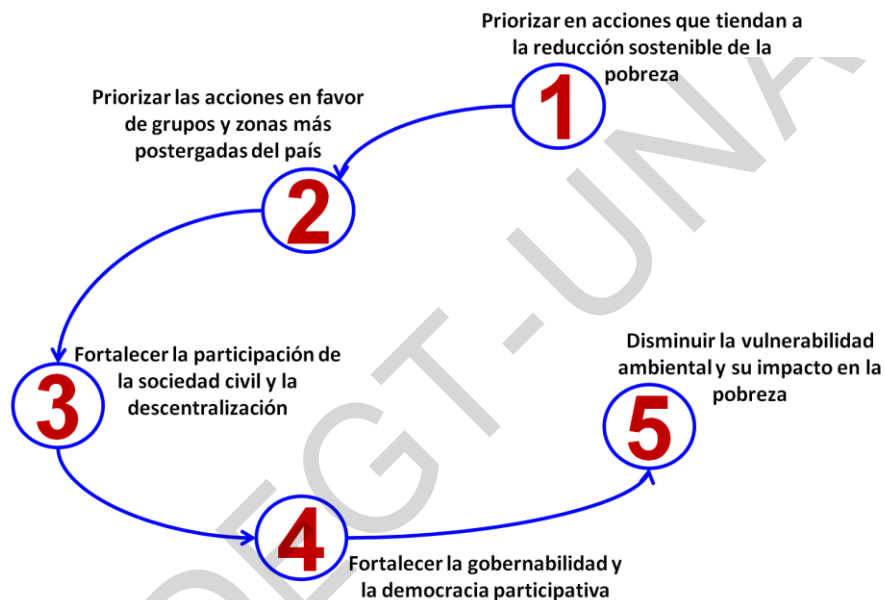 Priorizar en acciones que tiendan a
la reducción sostenible de la
pobreza
1
Priorizar las acciones en favor
de grupos y zonas más
postergadas del país
2
Fortalecer la participación de
la sociedad civil y la
descentralización
3
4
Fortalecer la gobernabilidad y
la democracia participativa
Disminuir la vulnerabilidad
ambiental y su impacto en la
pobreza
5
DEGT-UNA